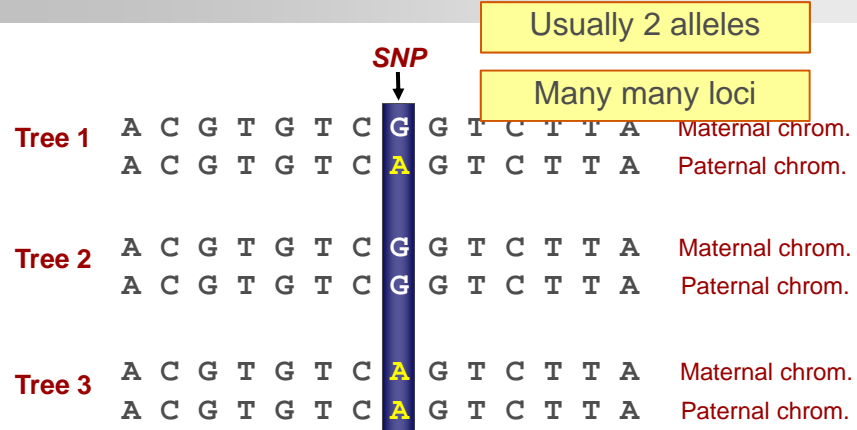 Usually 2 alleles
SNP
Many many loci
Tree 1 A C G T G T C G G T C T T A Maternal chrom.
A C G T G T C A G T C T T A Paternal chrom.
Tree 2 A C G T G T C G G T C T T A Maternal chrom.
A C G T G T C G G T C T T A Paternal chrom.
Tree 3 A C G T G T C A G T C T T A Maternal chrom.
A C G T G T C A G T C T T A Paternal chrom.